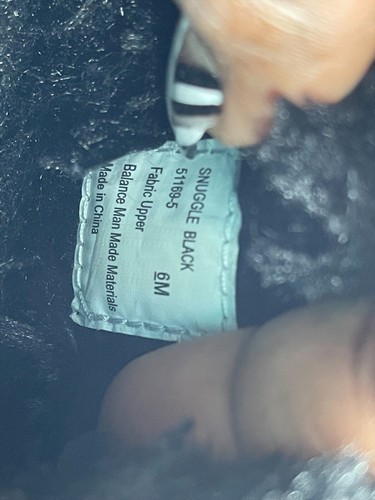 SNUGGLE BLACK
51169-5 6M
Fabric Upper
Balance Man Made Materials
Made in China